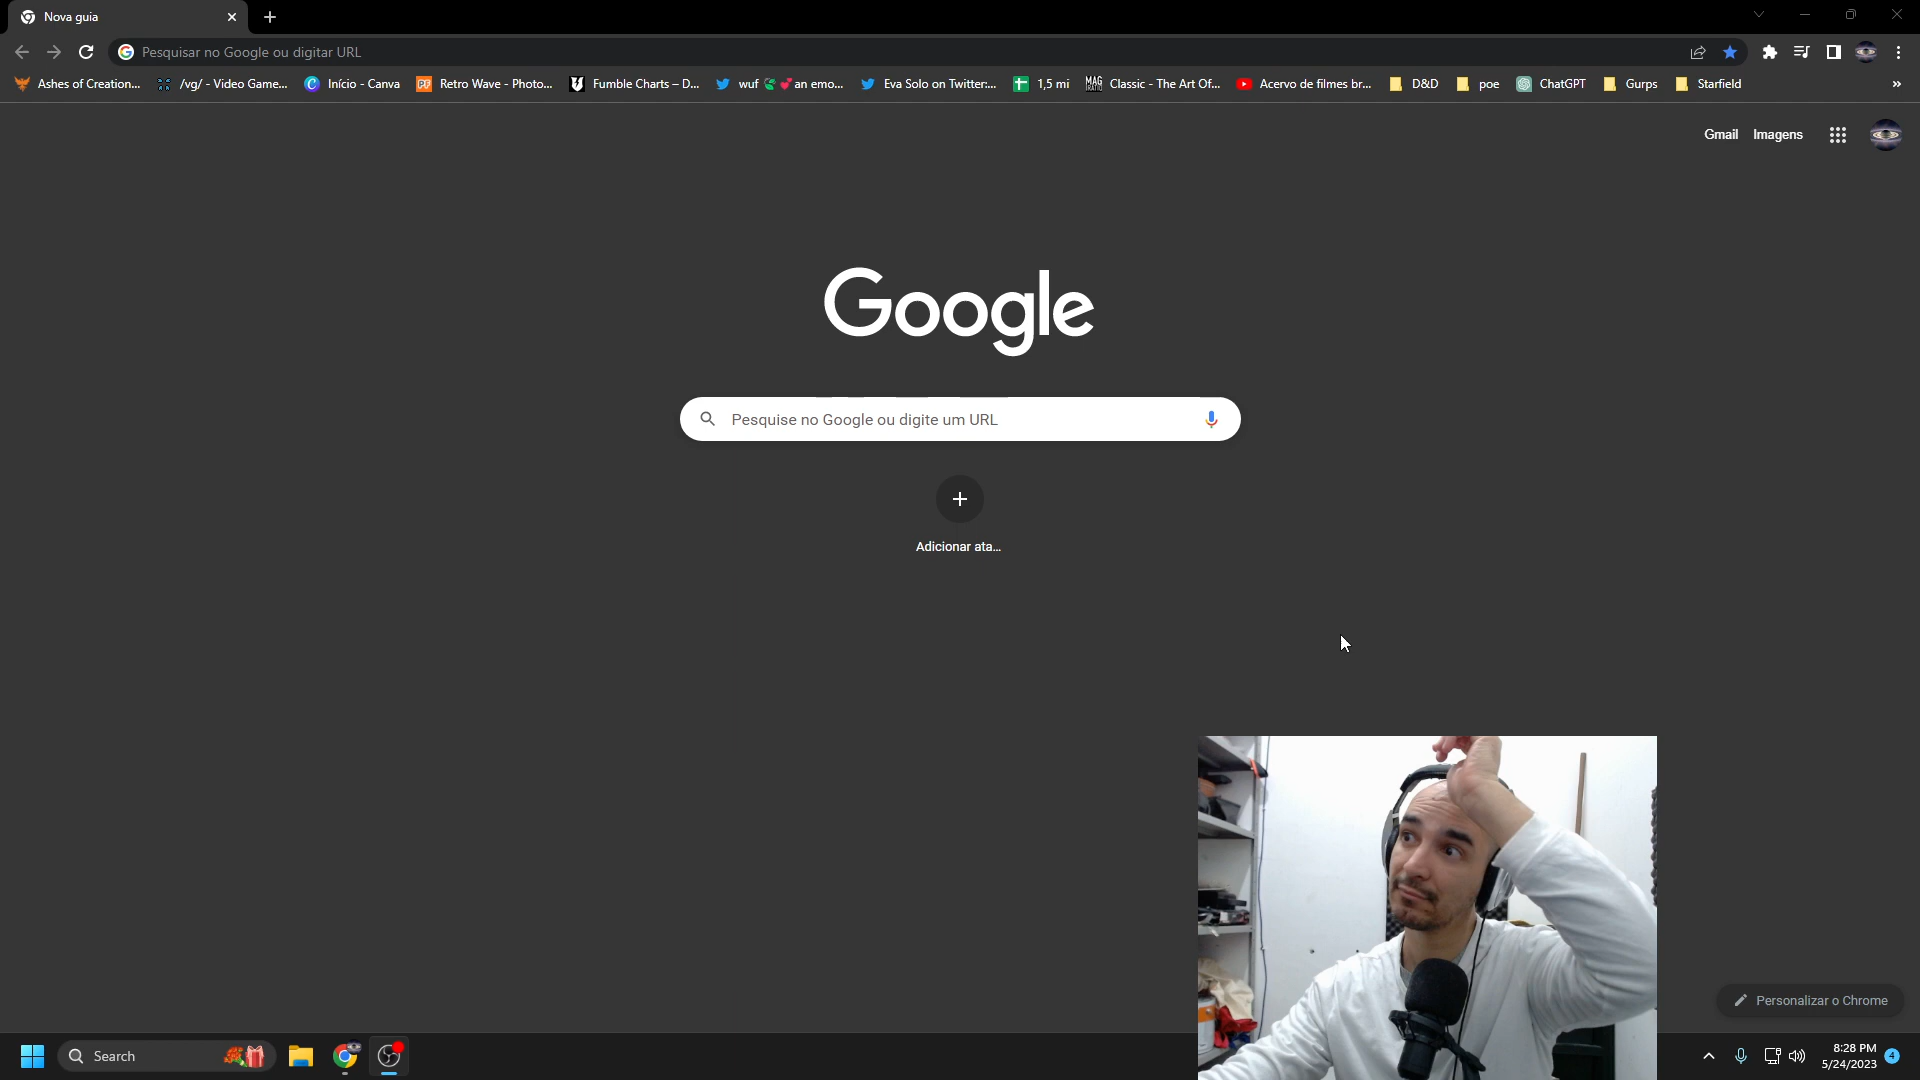 Nova guia
Pesquisar no Google ou digitar URL
Ashes of Creation...
/vg/ - Video Game...
Início - Canva
Retro Wave - Photo...
Fumble Charts – D...
wuf 🐉💕an emo...
Eva Solo on Twitter:...
1,5 mi
MAG
Classic - The Art Of...
Acervo de filmes br...
D&D
poe
ChatGPT
Gurps
Starfield
»
Gmail
Imagens
Google
Pesquise no Google ou digite um URL
Adicionar ata...
Personalizar o Chrome
Search
8:28 PM
5/24/2023
4